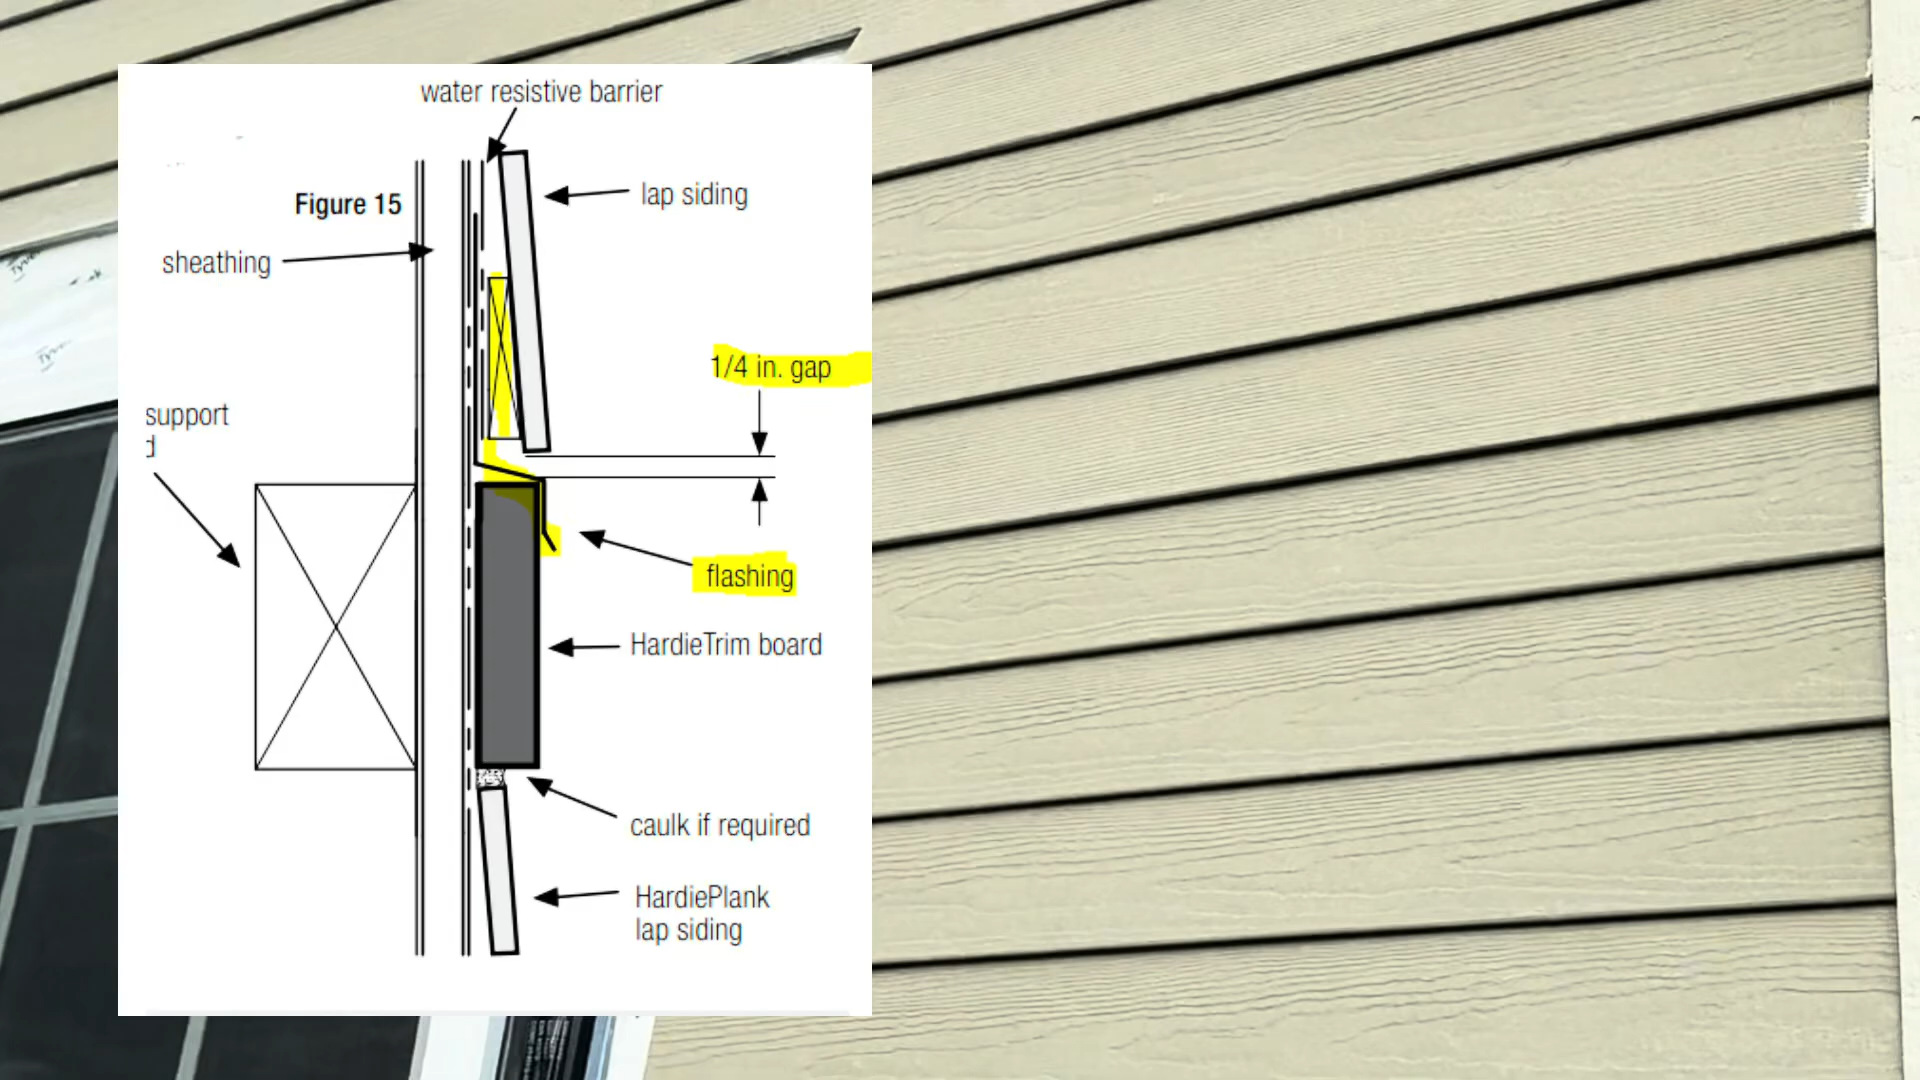 water resistive barrier
lap siding
Figure 15
sheathing
1/4 in. gap
support
d
flashing
HardieTrim board
caulk if required
HardiePlank
lap siding